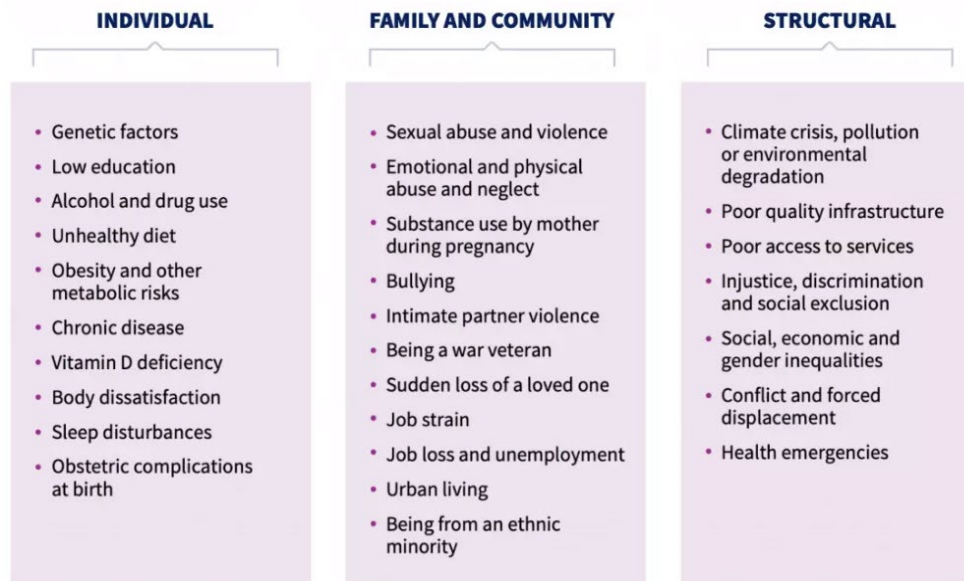 INDIVIDUAL
• Genetic factors
• Low education
• Alcohol and drug use
• Unhealthy diet
• Obesity and other
metabolic risks
• Chronic disease
• Vitamin D deficiency
• Body dissatisfaction
• Sleep disturbances
• Obstetric complications
at birth
FAMILY AND COMMUNITY
• Sexual abuse and violence
• Emotional and physical
abuse and neglect
• Substance use by mother
during pregnancy
• Bullying
• Intimate partner violence
• Being a war veteran
• Sudden loss of a loved one
• Job strain
• Job loss and unemployment
• Urban living
• Being from an ethnic
minority
STRUCTURAL
• Climate crisis, pollution
or environmental
degradation
• Poor quality infrastructure
• Poor access to services
• Injustice, discrimination
and social exclusion
• Social, economic and
gender inequalities
• Conflict and forced
displacement
• Health emergencies